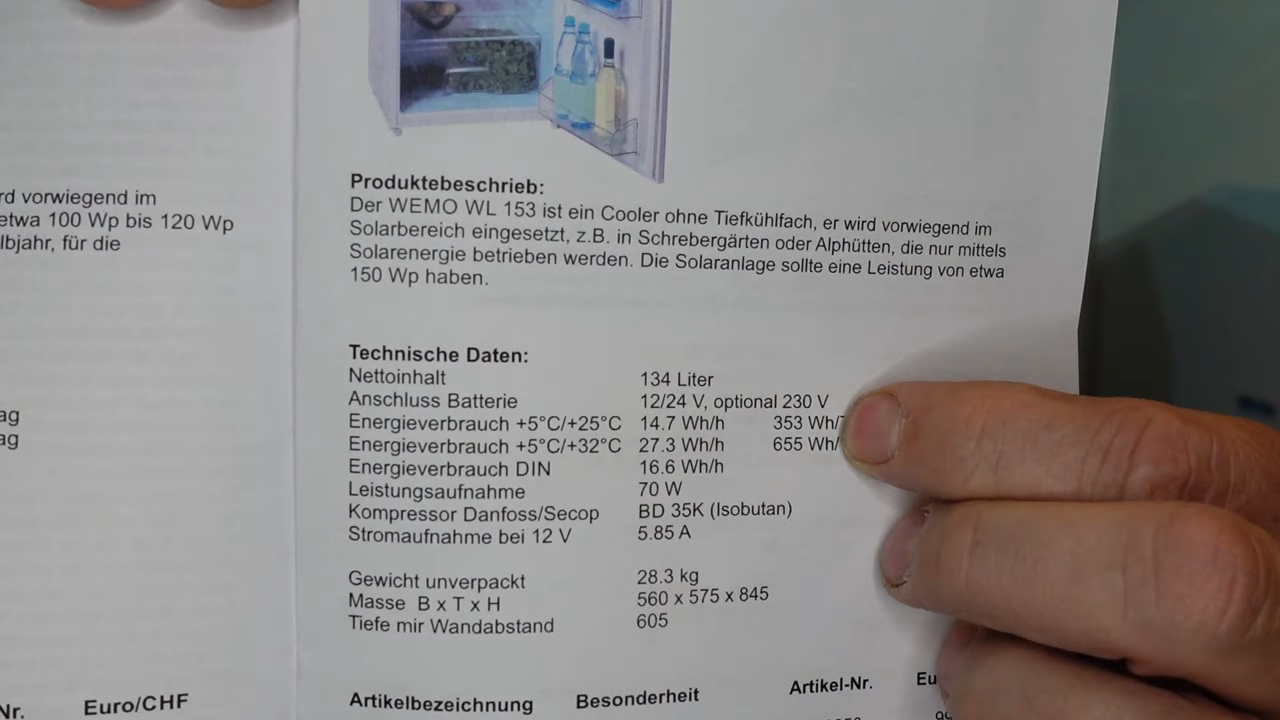 rd vorwiegend im
etwa 100 Wp bis 120 Wp
lbjahr, für die
ag
ag
Nr. Euro/CHF
Produktebeschrieb:
Der WEMO WL 153 ist ein Cooler ohne Tiefkühlfach, er wird vorwiegend im
Solarbereich eingesetzt, z.B. in Schrebergärten oder Alphütten, die nur mittels
Solarenergie betrieben werden. Die Solaranlage sollte eine Leistung von etwa
150 Wp haben.
Technische Daten:
Nettoinhalt 134 Liter
Anschluss Batterie 12/24 V, optional 230 V
Energieverbrauch +5°C/+25°C 14.7 Wh/h 353 Wh/
Energieverbrauch +5°C/+32°C 27.3 Wh/h 655 Wh/
Energieverbrauch DIN 16.6 Wh/h
Leistungsaufnahme 70 W
Kompressor Danfoss/Secop BD 35K (Isobutan)
Stromaufnahme bei 12 V 5.85 A
Gewicht unverpackt 28.3 kg
Masse B x T x H 560 x 575 x 845
Tiefe mir Wandabstand 605
Artikelbezeichnung Besonderheit Artikel-Nr. Eu